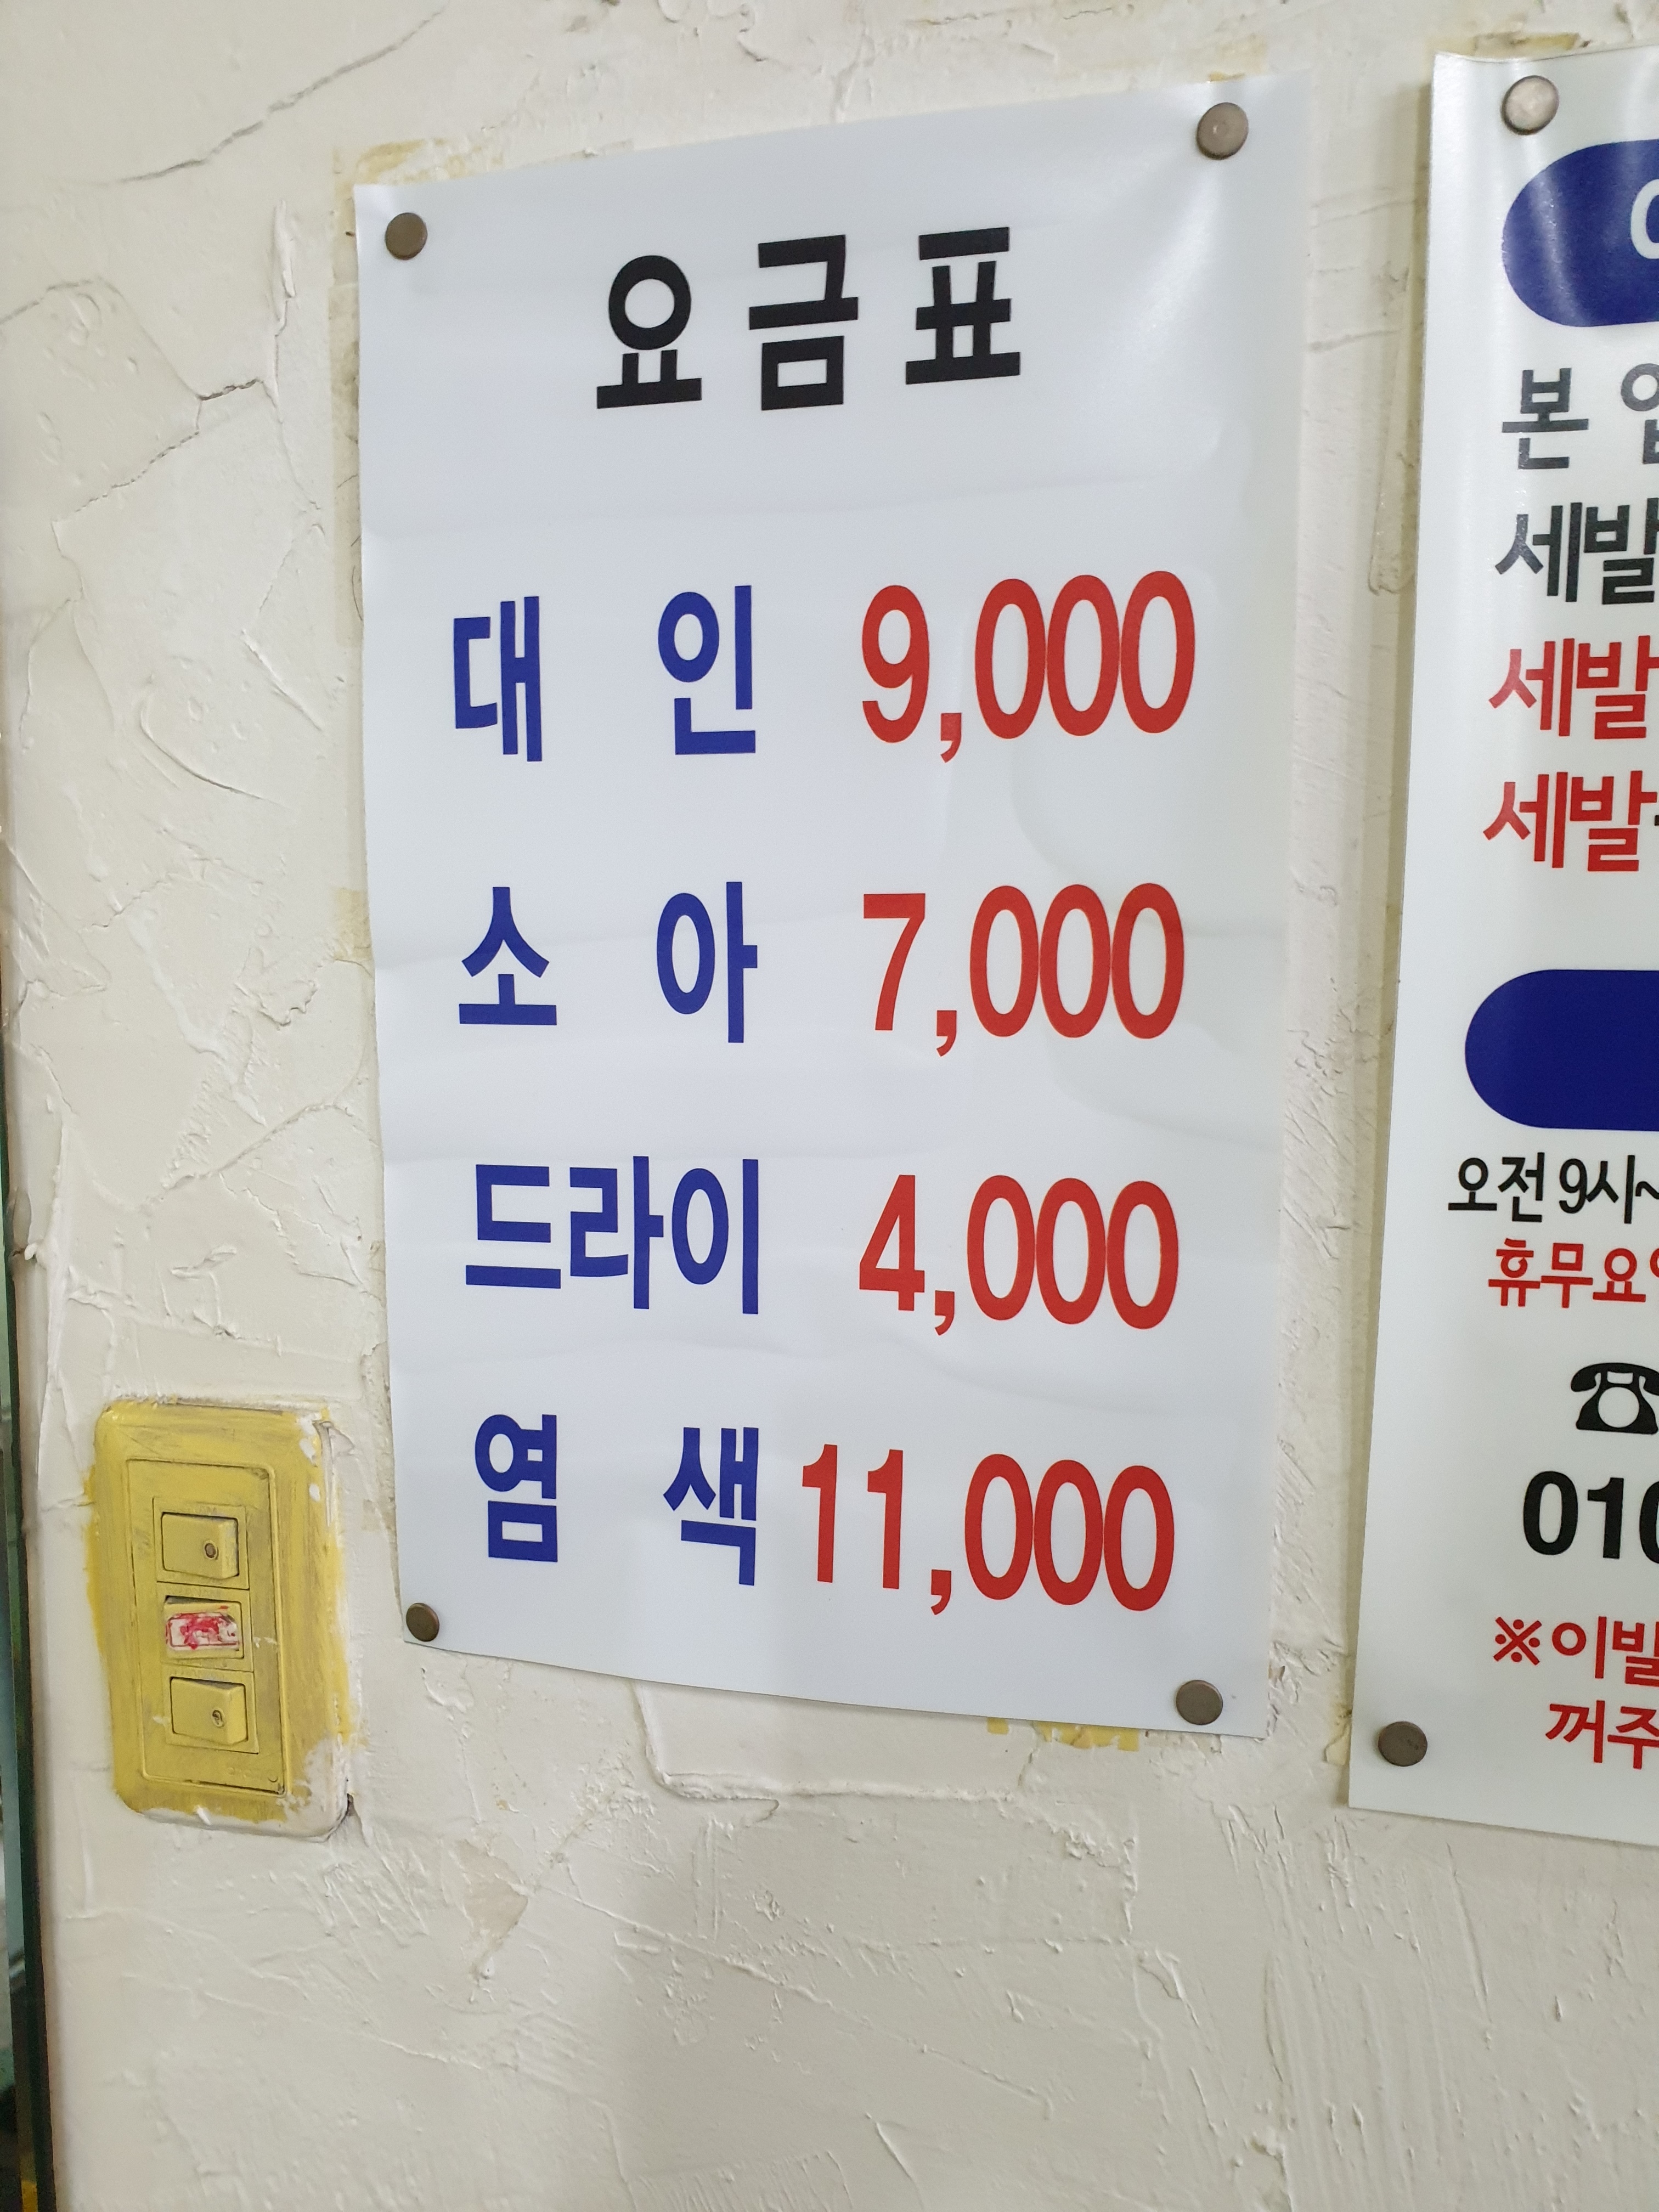 요금표
대 인 9,000
소 아 7,000
드라이 4,000
염 색 11,000
본
세발
세발
세발
오전 9시~
휴무요
010
※이발
꺼주